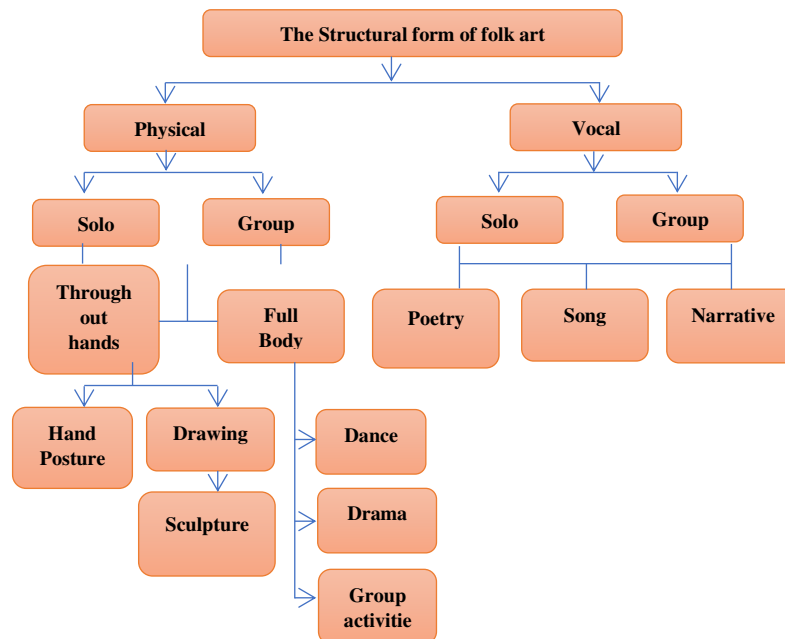 The Structural form of folk art
Physical
Vocal
Solo
Group
Solo
Group
Through
out
hands
Full
Body
Poetry
Song
Narrative
Hand
Posture
Drawing
Dance
Sculpture
Drama
Group
activitie